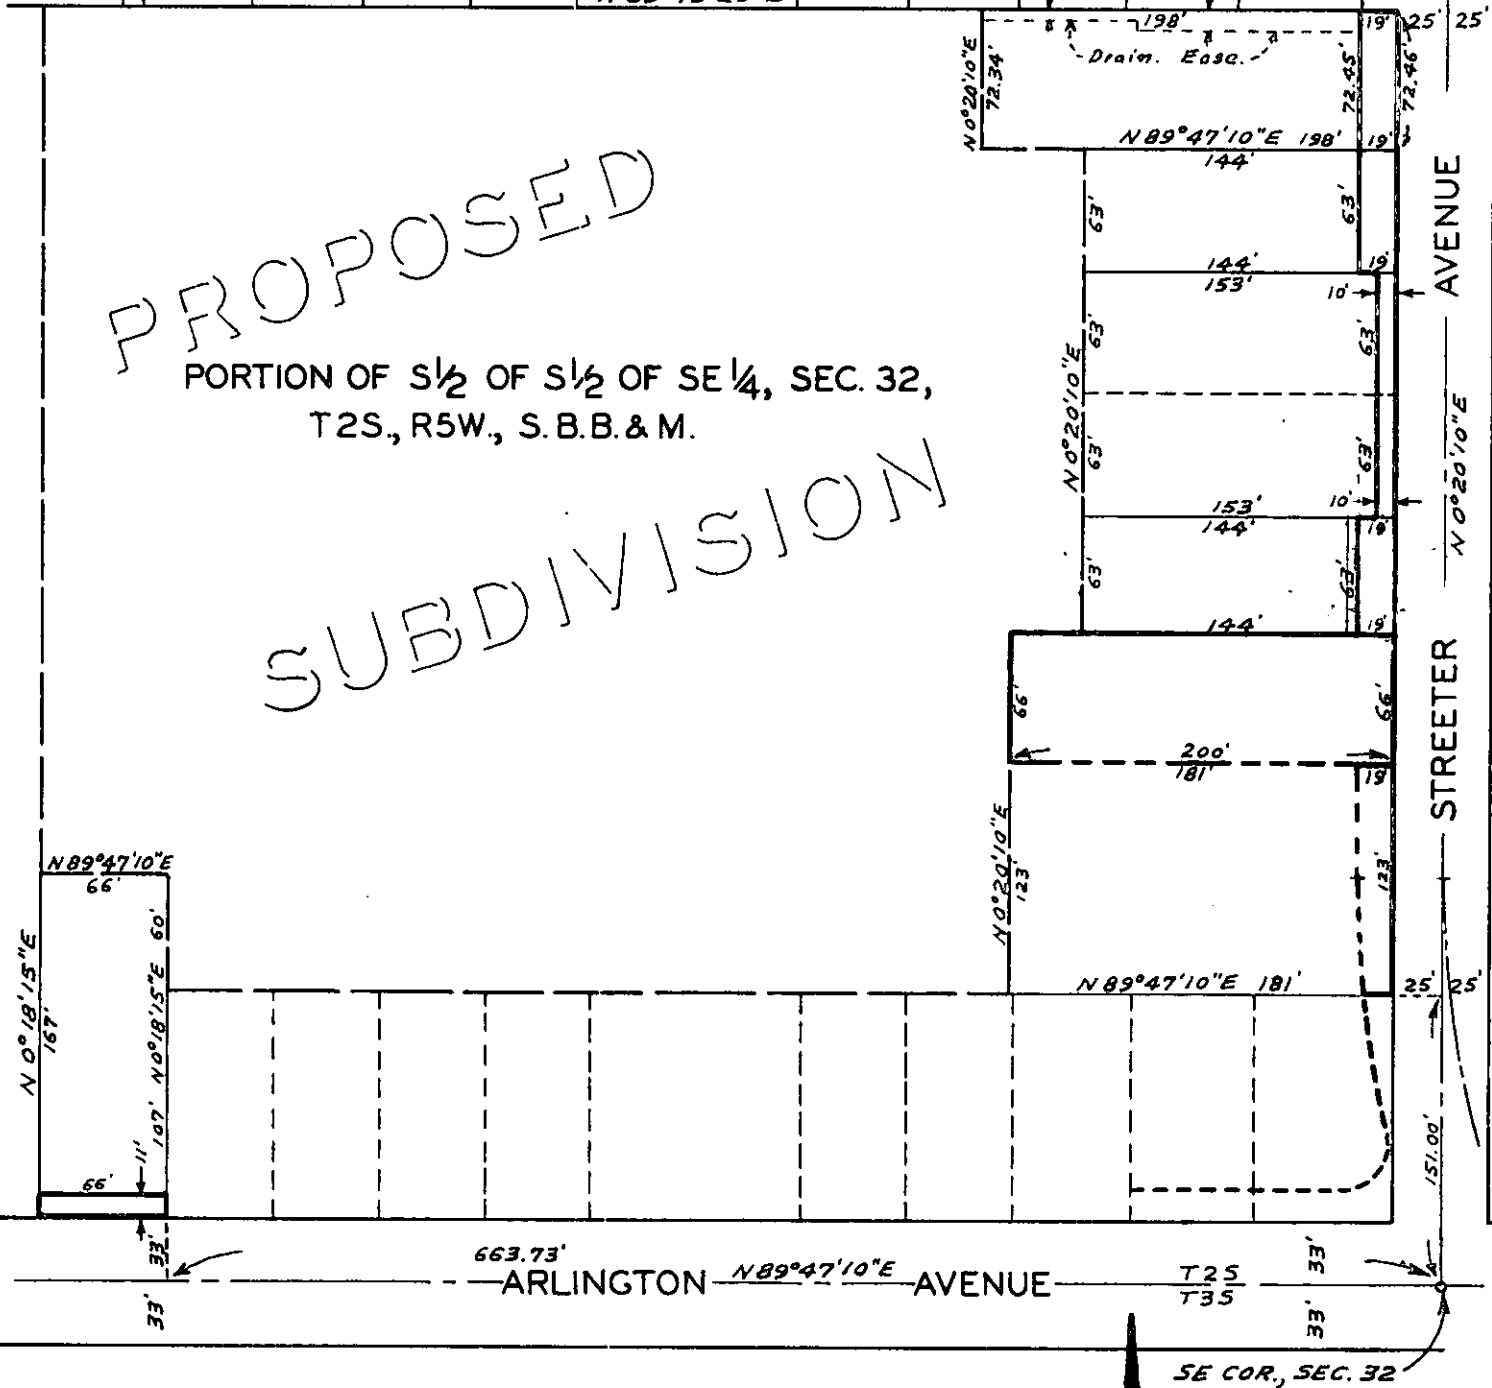 198'
19'
25'
25'
Drain. Ease.
N0°20'10"E
72.34'
72.45'
72.46'
N89°47'10"E 198'
19'
144'
63'
63'
144'
19'
153'
10'
AVENUE
PROPOSED
63'
63'
PORTION OF S½ OF S½ OF SE¼, SEC. 32,
T2S., R5W., S.B.B.& M.
N0°20'10"E
63'
63'
N0°20'10"E
153'
10'
144'
19'
SUBDIVISION
63'
63'
144'
19'
66'
66'
STREETER
200'
181'
19'
N0°20'10"E
123'
123'
N89°47'10"E
66'
N0°18'15"E
167'
107' N0°18'15"E 60'
N89°47'10"E 181'
25'
25'
11'
66'
151.00'
33'
663.73'
33'
ARLINGTON N89°47'10"E AVENUE
T2S
T3S
33'
33'
SE COR., SEC. 32